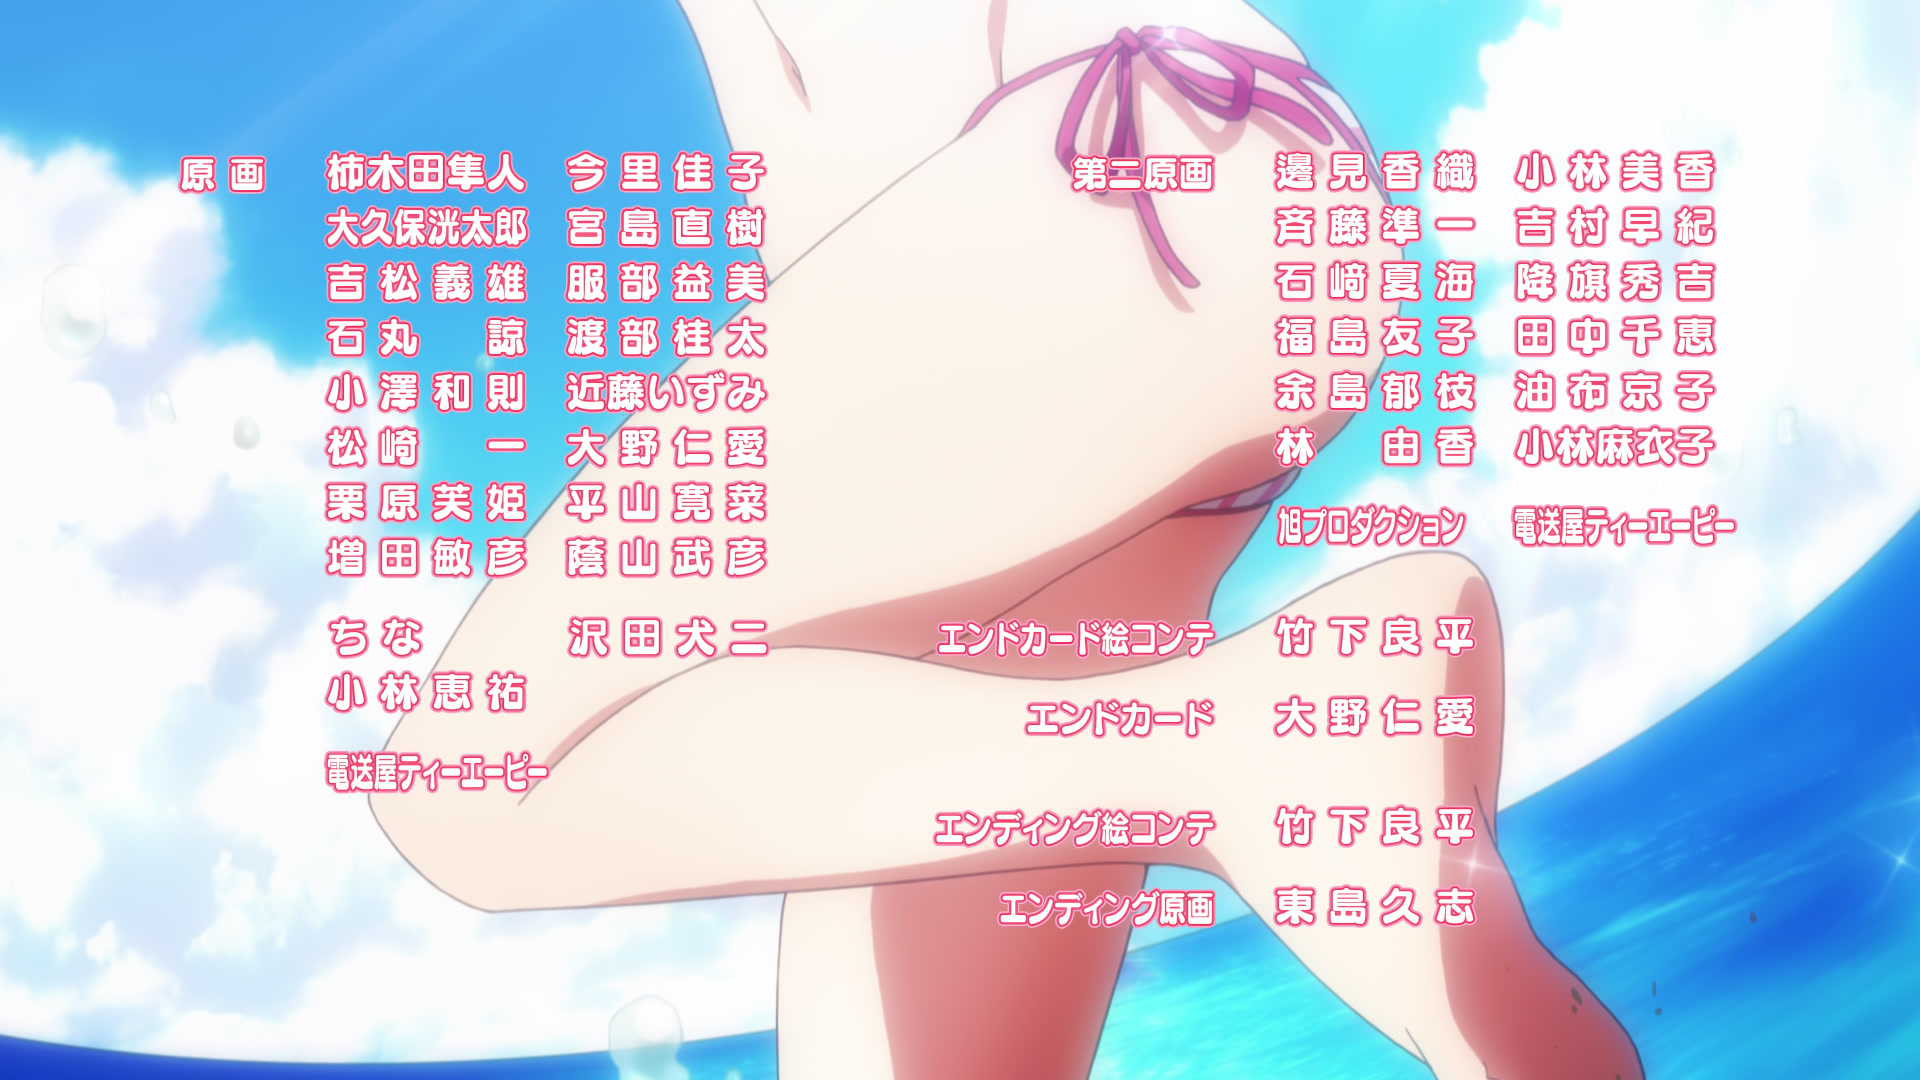 原画 柿木田隼人 今里佳子
大久保洸太郎 宮島直樹
吉松義雄 服部益美
石丸諒 渡部桂太
小澤和則 近藤いずみ
松崎一 大野仁愛
栗原芙姫 平山寛菜
増田敏彦 蔭山武彦
ちな 沢田犬二
小林恵祐
電送屋ティーエーピー
第二原画 邊見香織 小林美香
斉藤準一 吉村早紀
石﨑夏海 降旗秀吉
福島友子 田中千恵
余島郁枝 油布京子
林由香 小林麻衣子
旭プロダクション 電送屋ティーエーピー
エンドカード絵コンテ 竹下良平
エンドカード 大野仁愛
エンディング絵コンテ 竹下良平
エンディング原画 東島久志